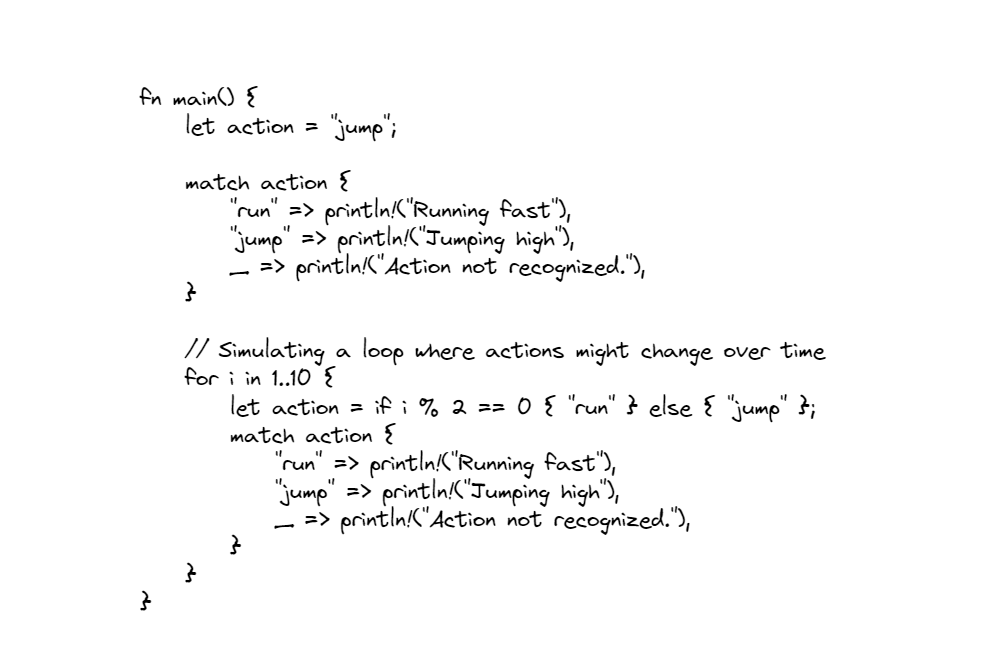 fn main() {
    let action = "jump";

    match action {
        "run" => println!("Running fast"),
        "jump" => println!("Jumping high"),
        _ => println!("Action not recognized."),
    }

    // Simulating a loop where actions might change over time
    for i in 1..10 {
        let action = if i % 2 == 0 { "run" } else { "jump" };
        match action {
            "run" => println!("Running fast"),
            "jump" => println!("Jumping high"),
            _ => println!("Action not recognized."),
        }
    }
}